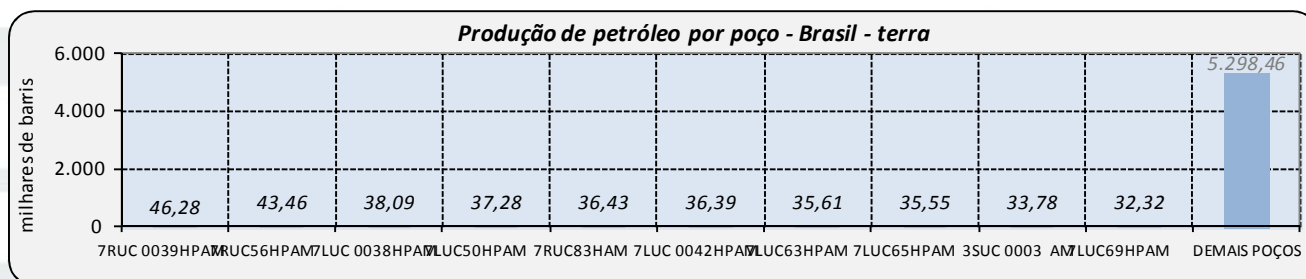 Produção de petróleo por poço - Brasil - terra
milhares de barris
6.000
4.000
2.000
0
46,28 43,46 38,09 37,28 36,43 36,39 35,61 35,55 33,78 32,32 5.298,46
7RUC 0039HPAM 7RUC56HPAM 7LUC 0038HPAM 7LUC50HPAM 7RUC83HAM 7LUC 0042HPAM 7LUC63HPAM 7LUC65HPAM 3SUC 0003 AM 7LUC69HPAM DEMAIS POÇOS